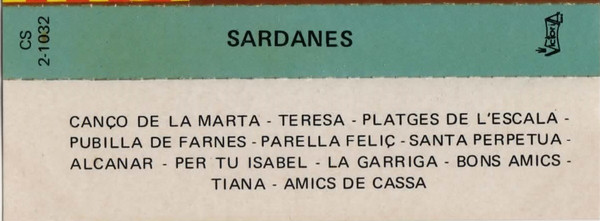 CS
2-1032
SARDANES
Victoria
CANÇO DE LA MARTA - TERESA - PLATGES DE L'ESCALA -
PUBILLA DE FARNES - PARELLA FELIÇ - SANTA PERPETUA -
ALCANAR - PER TU ISABEL - LA GARRIGA - BONS AMICS -
TIANA - AMICS DE CASSA